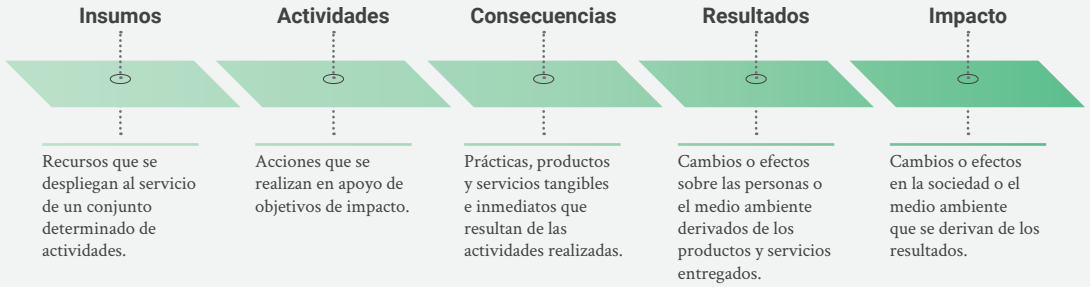 Insumos
Actividades
Consecuencias
Resultados
Impacto
Recursos que se
despliegan al servicio
de un conjunto
determinado de
actividades.
Acciones que se
realizan en apoyo de
objetivos de impacto.
Prácticas, productos
y servicios tangibles
e inmediatos que
resultan de las
actividades realizadas.
Cambios o efectos
sobre las personas o
el medio ambiente
derivados de los
productos y servicios
entregados.
Cambios o efectos
en la sociedad o el
medio ambiente
que se derivan de los
resultados.